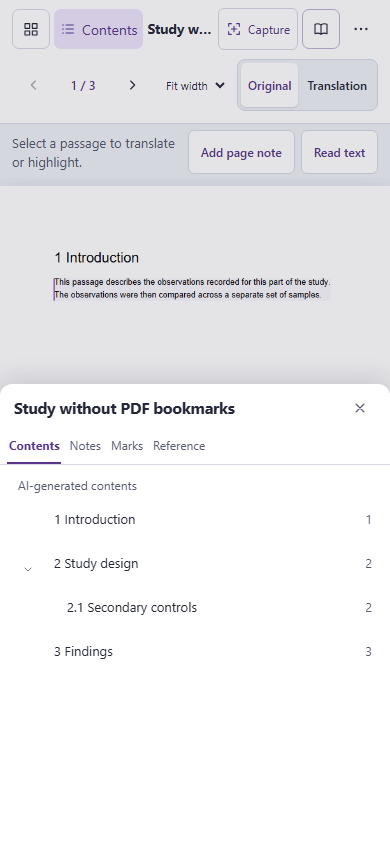 Contents
Study w...
Capture
1 / 3
Fit width
Original
Translation
Select a passage to translate
or highlight.
Add page note
Read text
1 Introduction
This passage describes the observations recorded for this part of the study.
The observations were then compared across a separate set of samples.
Study without PDF bookmarks
Contents
Notes
Marks
Reference
AI-generated contents
1 Introduction 1
2 Study design 2
2.1 Secondary controls 2
3 Findings 3